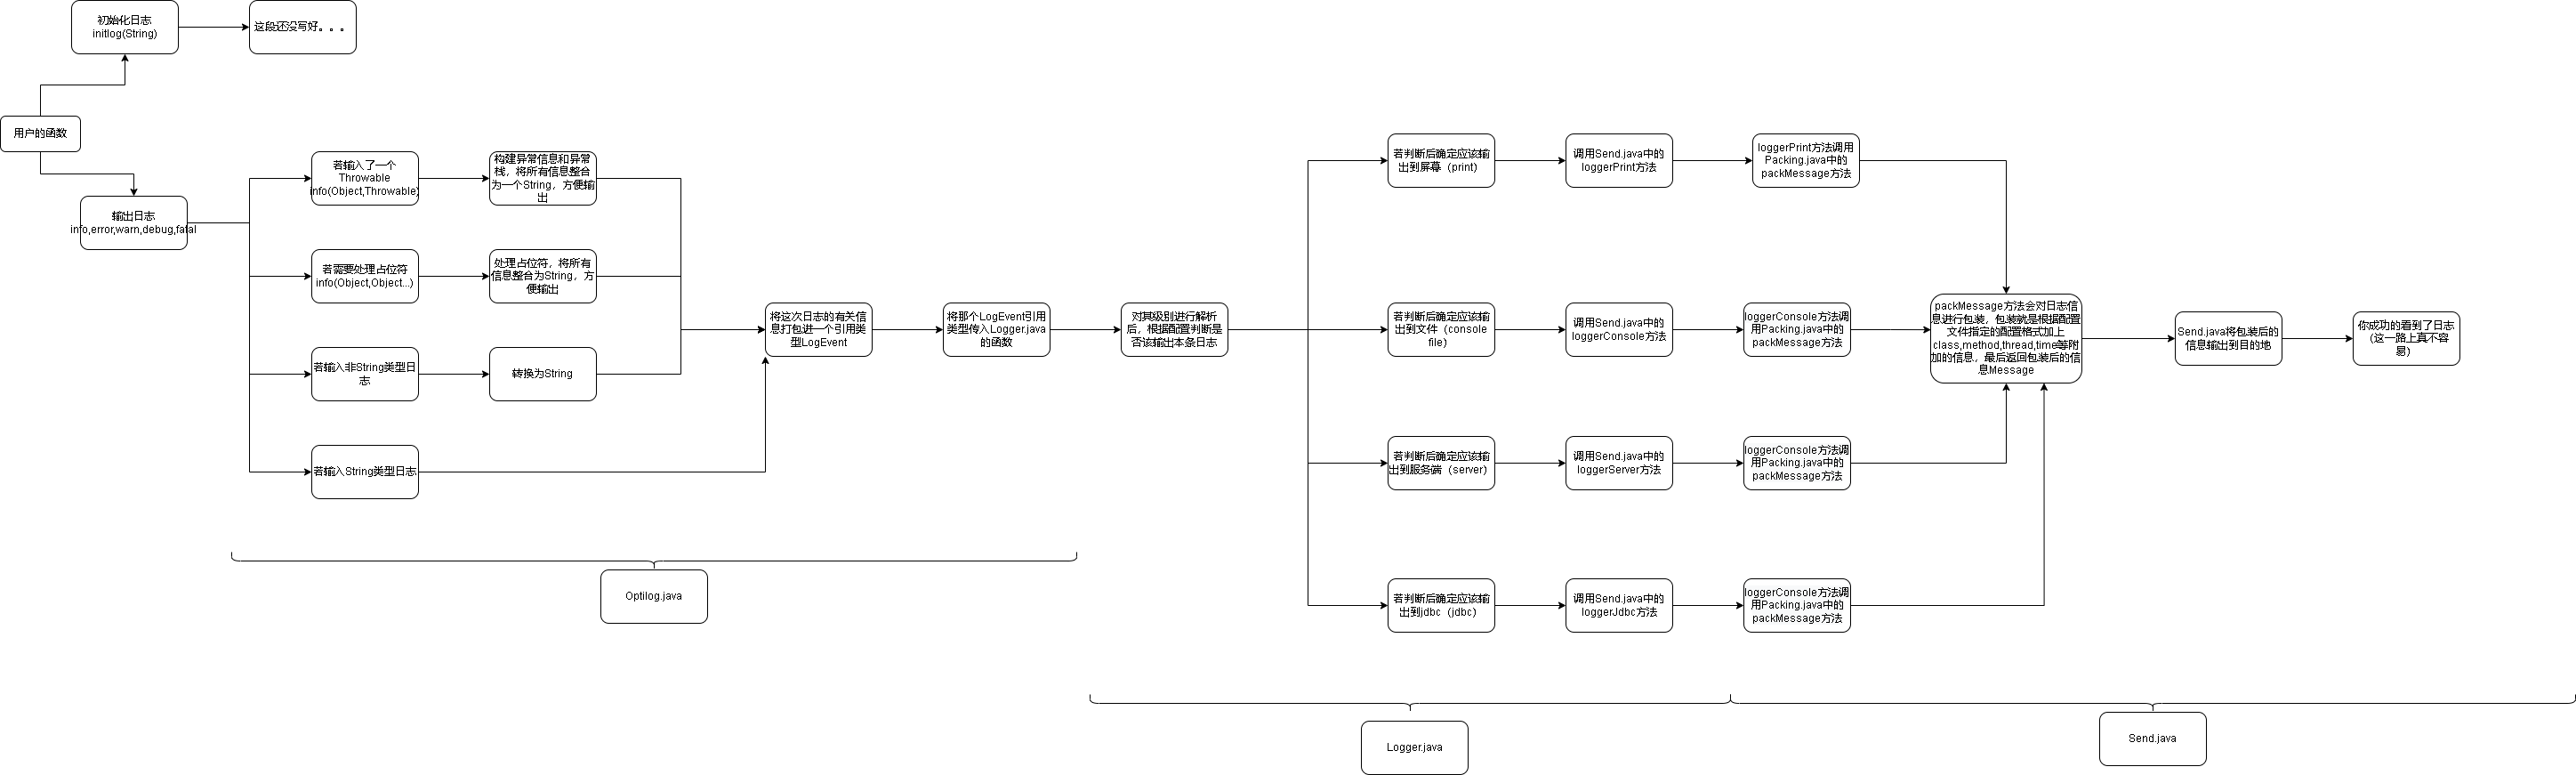 初始化日志
initlog(String)
这段还没写好。。。
用户的函数
输出日志
info,error,warn,debug,fatal
若输入了一个
Throwable
info(Object,Throwable)
构建异常信息和异常
栈，将所有信息整合
为一个String，方便输
出
若需要处理占位符
info(Object,Object...)
处理占位符，将所有
信息整合为String，方
便输出
若输入非String类型日
志
转换为String
若输入String类型日志
将这次日志的有关信
息打包进一个引用类
型LogEvent
将那个LogEvent引用
类型传入Logger.java
的函数
对其级别进行解析
后，根据配置判断是
否该输出本条日志
若判断后确定应该输
出到屏幕（print）
调用Send.java中的
loggerPrint方法
loggerPrint方法调用
Packing.java中的
packMessage方法
若判断后确定应该输
出到文件（console
file）
调用Send.java中的
loggerConsole方法
loggerConsole方法调
用Packing.java中的
packMessage方法
若判断后确定应该输
出到服务端（server）
调用Send.java中的
loggerServer方法
loggerConsole方法调
用Packing.java中的
packMessage方法
若判断后确定应该输
出到jdbc（jdbc）
调用Send.java中的
loggerJdbc方法
loggerConsole方法调
用Packing.java中的
packMessage方法
packMessage方法会对日志信
息进行包装，包装就是根据配置
文件指定的配置格式加上
class,method,thread,time等附
加的信息，最后返回包装后的信
息Message
Send.java将包装后的
信息输出到目的地
你成功的看到了日志
（这一路上真不容
易）
Optilog.java
Logger.java
Send.java